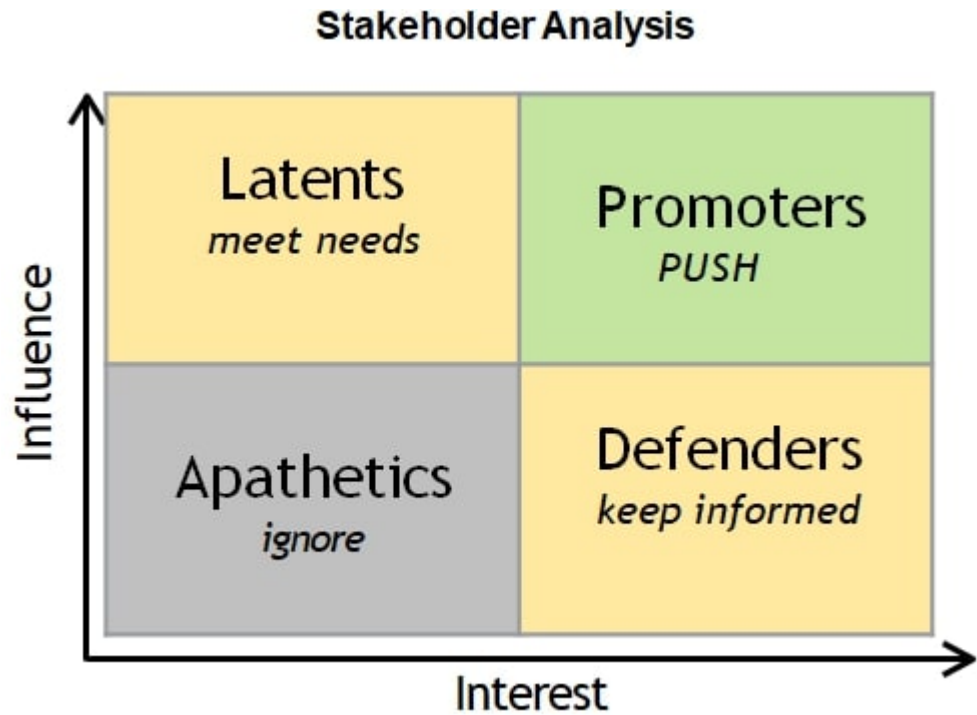 Stakeholder Analysis
Influence
Latents
meet needs
Promoters
PUSH
Apathetics
ignore
Defenders
keep informed
Interest